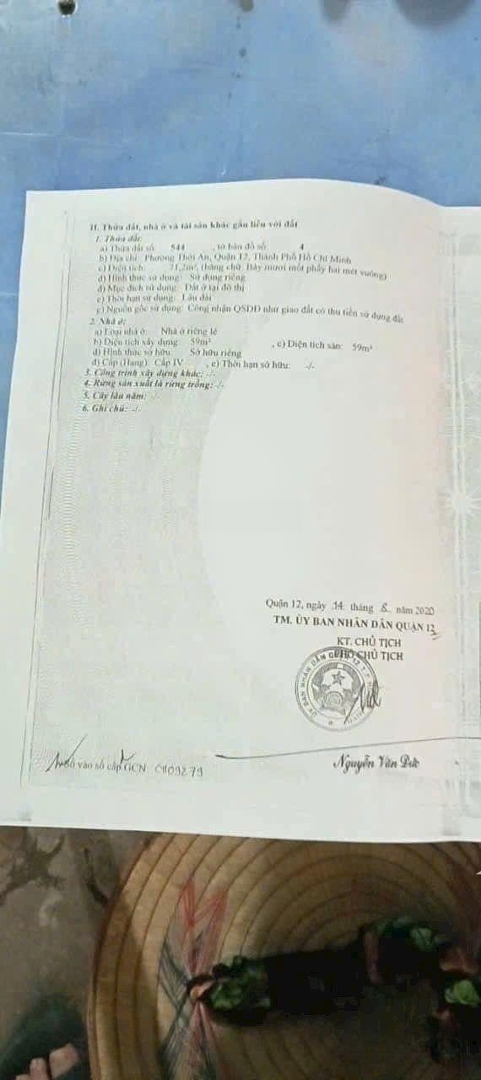 II. Thửa đất, nhà ở và tài sản khác gắn liền với đất
1. Thửa đất:
a) Thửa đất số: 544 , tờ bản đồ số: 4
b) Địa chỉ: Phường Thới An, Quận 12, Thành Phố Hồ Chí Minh
c) Diện tích: 71,2m², (bằng chữ: Bảy mươi mốt phẩy hai mét vuông)
d) Hình thức sử dụng: Sử dụng riêng
đ) Mục đích sử dụng: Đất ở tại đô thị
e) Thời hạn sử dụng: Lâu dài
g) Nguồn gốc sử dụng: Công nhận QSDĐ như giao đất có thu tiền sử dụng đất
2. Nhà ở:
a) Loại nhà ở: Nhà ở riêng lẻ
b) Diện tích xây dựng: 59m² , c) Diện tích sàn: 59m²
d) Hình thức sở hữu: Sở hữu riêng
đ) Cấp (Hạng): Cấp IV , e) Thời hạn sở hữu: -/-
3. Công trình xây dựng khác: -/-
4. Rừng sản xuất là rừng trồng: -/-
5. Cây lâu năm: -/-
6. Ghi chú: -/-
Quận 12, ngày 14 tháng 8 năm 2020
TM. ỦY BAN NHÂN DÂN QUẬN 12
KT. CHỦ TỊCH
PHÓ CHỦ TỊCH
Nguyễn Văn Đức
vào sổ cấp GCN: